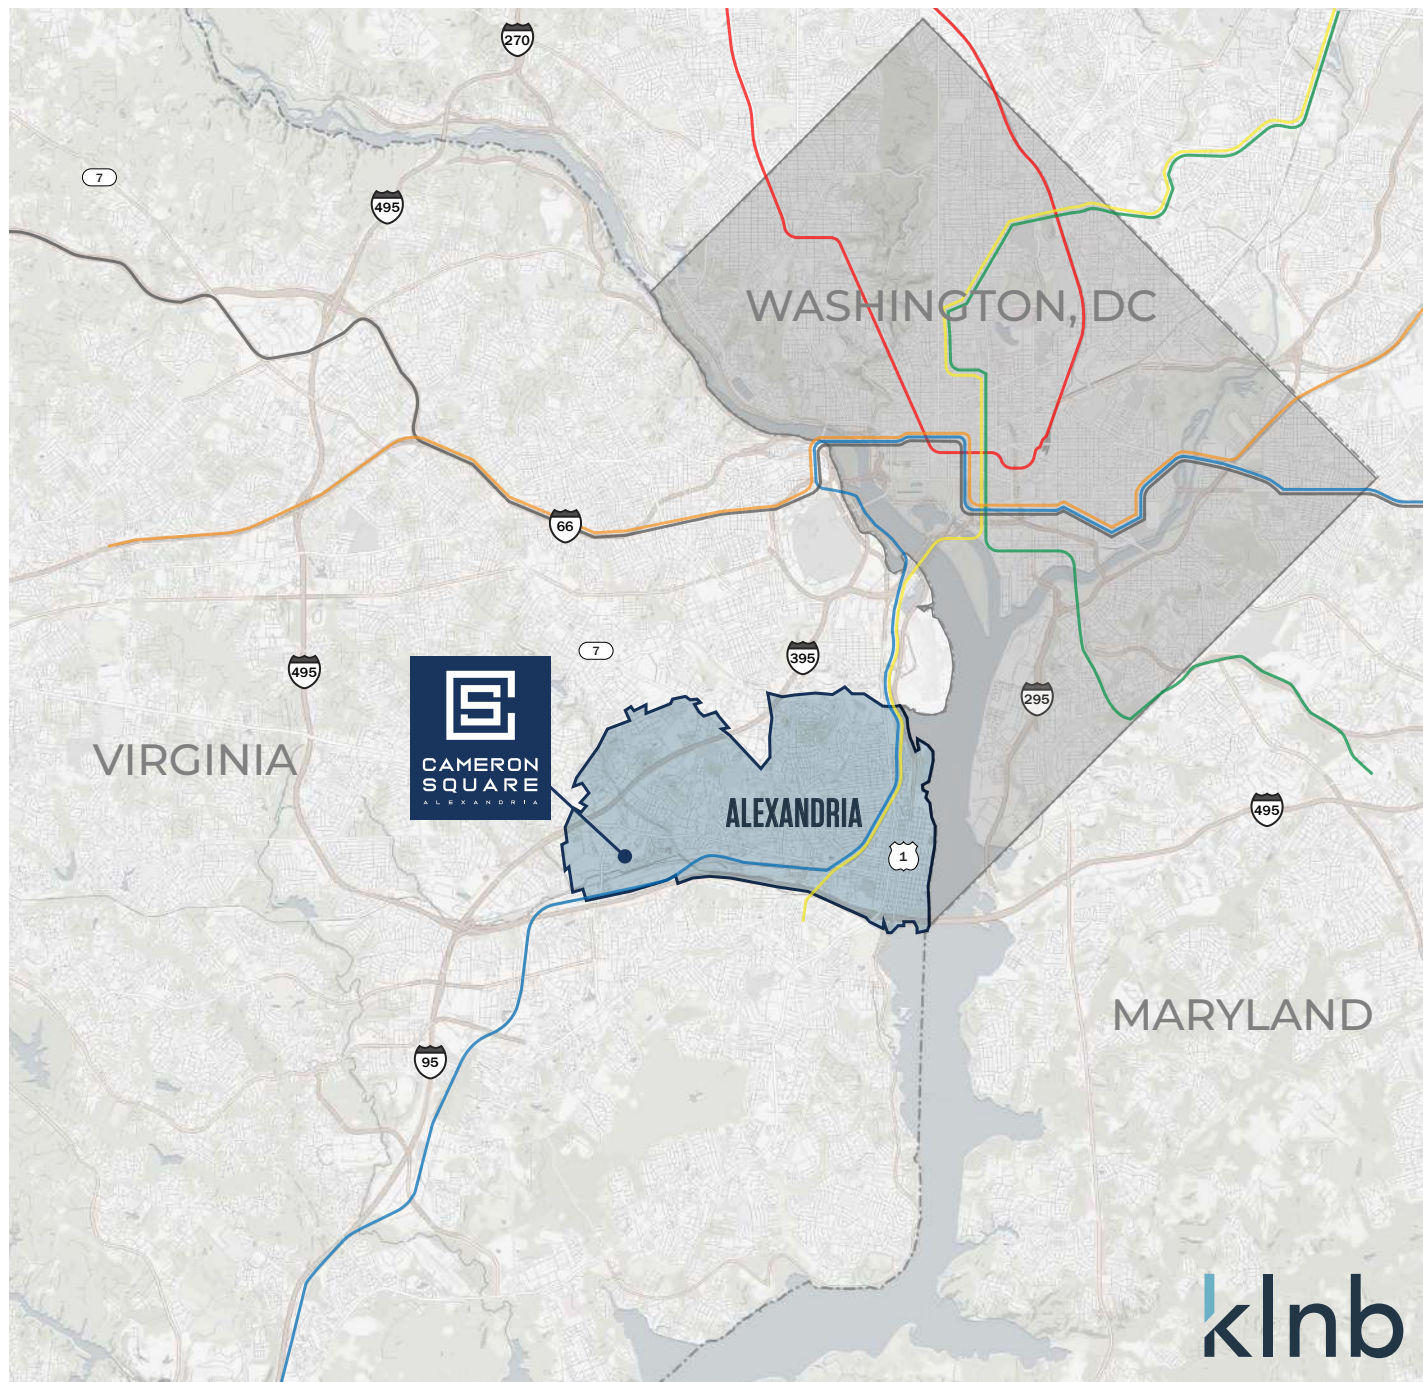 270
7
495
WASHINGTON, DC
66
7
395
495
295
CAMERON
SQUARE
ALEXANDRIA
VIRGINIA
ALEXANDRIA
495
1
MARYLAND
95
klnb